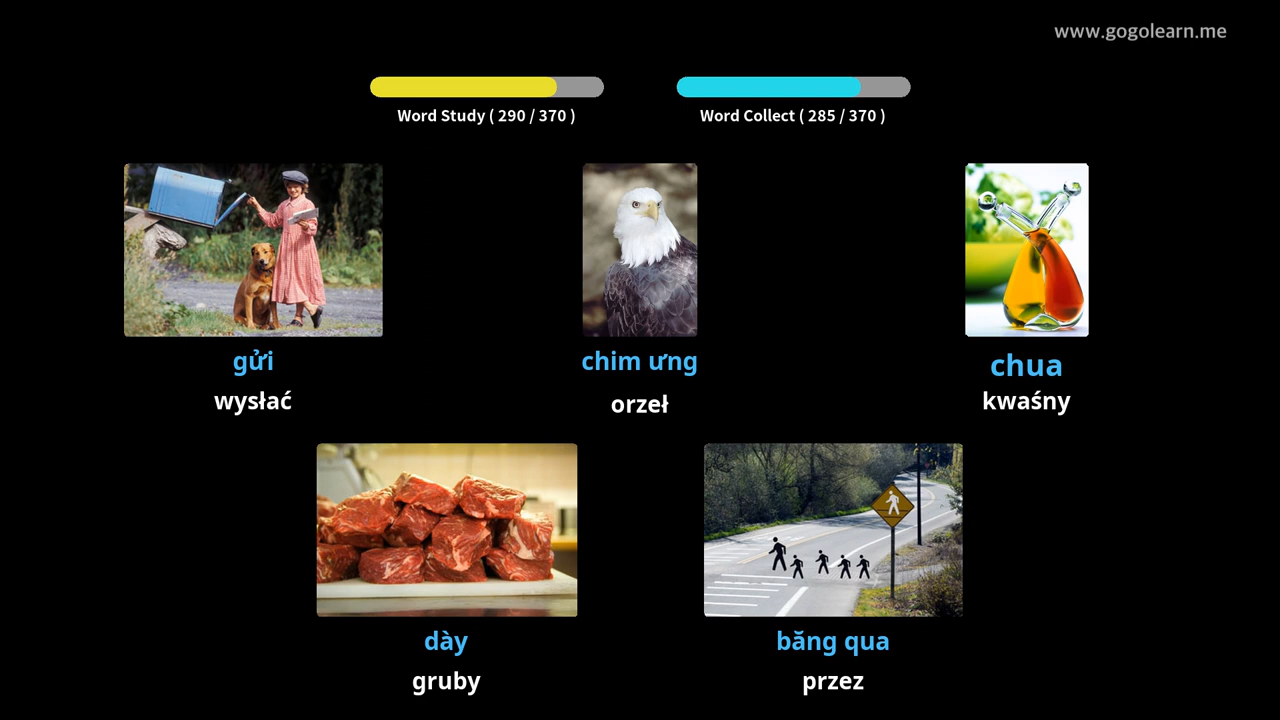 www.gogolearn.me
Word Study ( 290 / 370 )
Word Collect ( 285 / 370 )
gửi
wysłać
chim ưng
orzeł
chua
kwaśny
dày
gruby
băng qua
przez